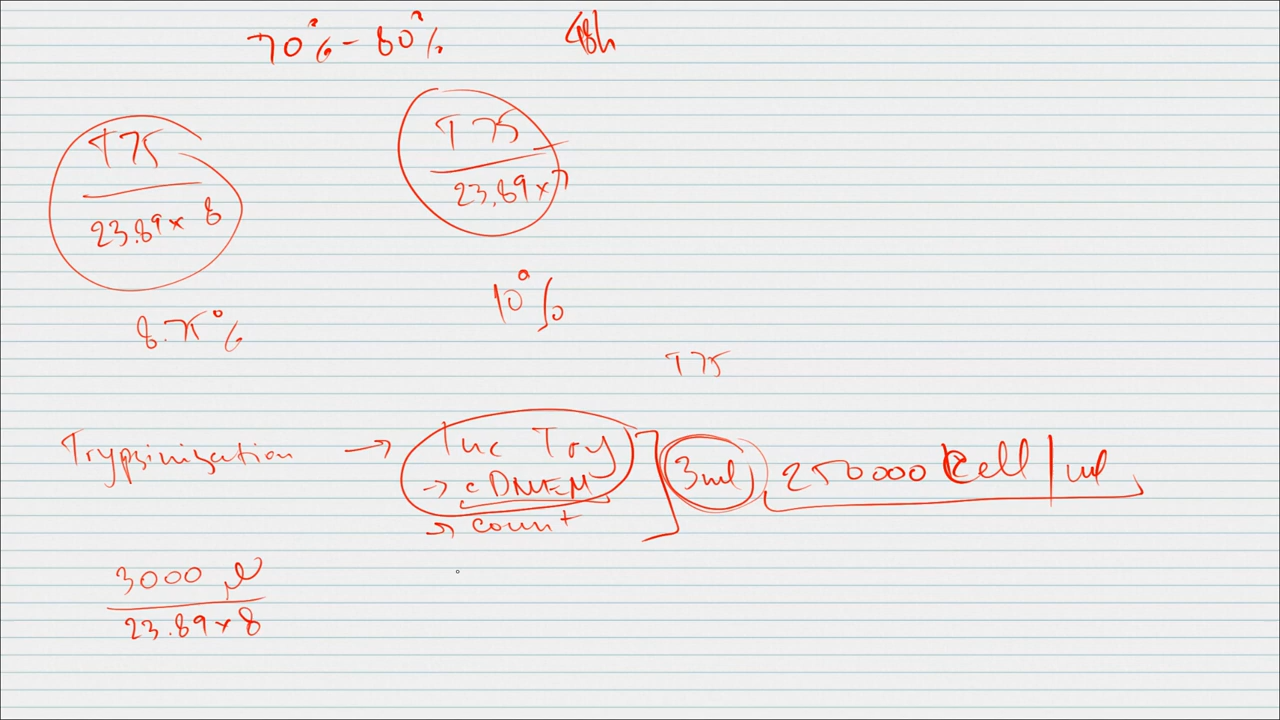 70% - 80% 48h
T75
23.89 x 8
8.75%
T75
23.89 x 7
10%
T75
Trypsinization → Inc Try
→ cDMEM
→ count
3ml 250000 Cell/ml
3000 μl
23.89 x 8